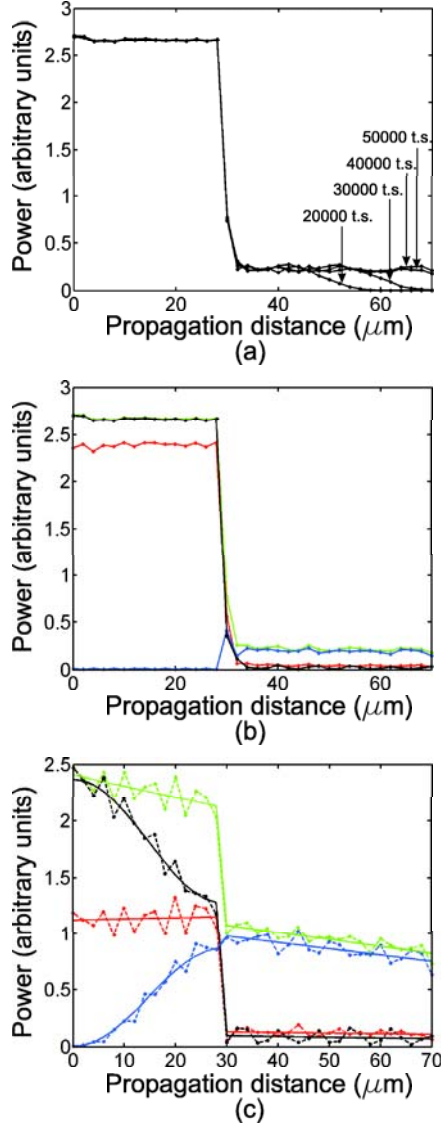 3
2.5
2
1.5
1
0.5
0
Power (arbitrary units)
50000 t.s.
40000 t.s.
30000 t.s.
20000 t.s.
0 20 40 60
Propagation distance (μm)
(a)
3
2.5
2
1.5
1
0.5
0
Power (arbitrary units)
0 20 40 60
Propagation distance (μm)
(b)
2.5
2
1.5
1
0.5
0
Power (arbitrary units)
0 10 20 30 40 50 60 70
Propagation distance (μm)
(c)